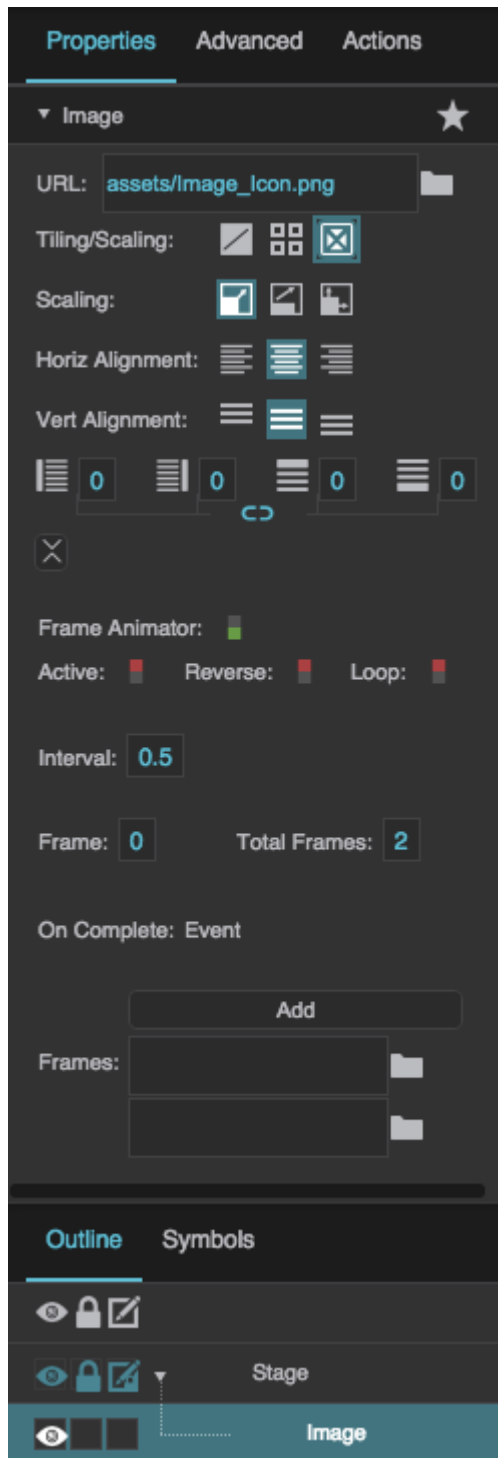 Properties Advanced Actions
Image
URL: assets/Image_Icon.png
Tiling/Scaling:
Scaling:
Horiz Alignment:
Vert Alignment:
0 0 0 0
Frame Animator:
Active: Reverse: Loop:
Interval: 0.5
Frame: 0 Total Frames: 2
On Complete: Event
Add
Frames:
Outline Symbols
Stage
Image